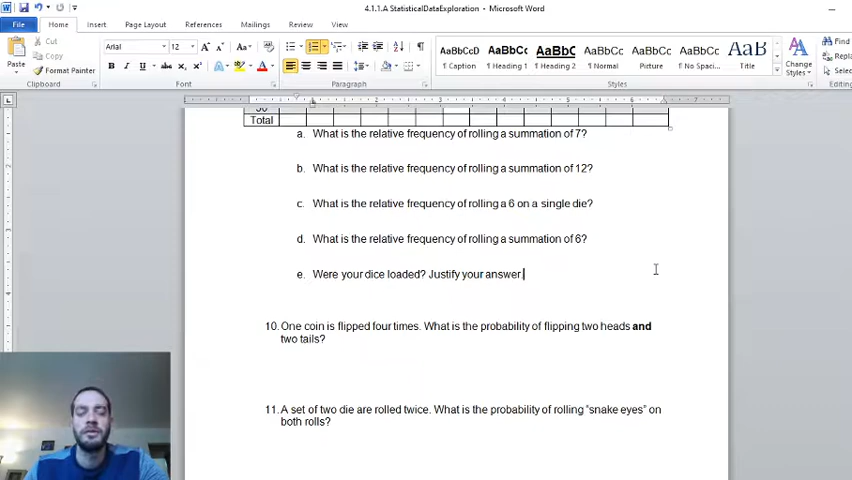 4.1.1.A StatisticalDataExploration - Microsoft Word
File Home Insert Page Layout References Mailings Review View
Cut
Copy
Format Painter
Paste
Clipboard
Arial 12
Font
Paragraph
AaBbCcD AaBbCc AaBbC AaBbCc AaBbCc AaBbCc AaB
¶ Caption Heading 1 ¶ Heading 2 ¶ Normal Picture ¶ No Spaci... Title
Change Styles
Styles
Find
Repla
Selec
Editing
Total
a. What is the relative frequency of rolling a summation of 7?
b. What is the relative frequency of rolling a summation of 12?
c. What is the relative frequency of rolling a 6 on a single die?
d. What is the relative frequency of rolling a summation of 6?
e. Were your dice loaded? Justify your answer.
10. One coin is flipped four times. What is the probability of flipping two heads and
two tails?
11. A set of two die are rolled twice. What is the probability of rolling "snake eyes" on
both rolls?